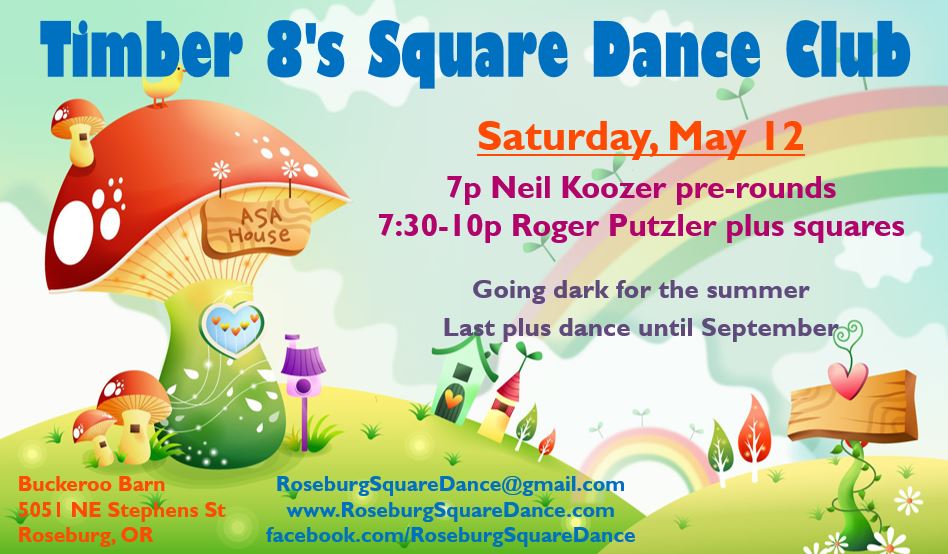 Timber 8's Square Dance Club
Saturday, May 12
7p Neil Koozer pre-rounds
7:30-10p Roger Putzler plus squares
ASA
House
Going dark for the summer
Last plus dance until September
Buckeroo Barn
5051 NE Stephens St
Roseburg, OR
RoseburgSquareDance@gmail.com
www.RoseburgSquareDance.com
facebook.com/RoseburgSquareDance